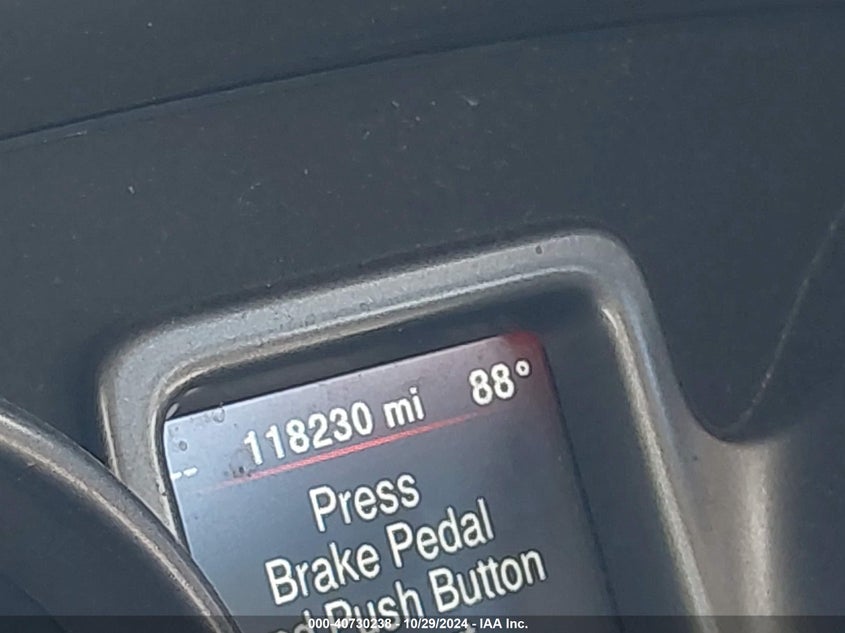 118230 mi 88°
--
Press
Brake Pedal
Push Button
000-40730238 - 10/29/2024 - IAA Inc.